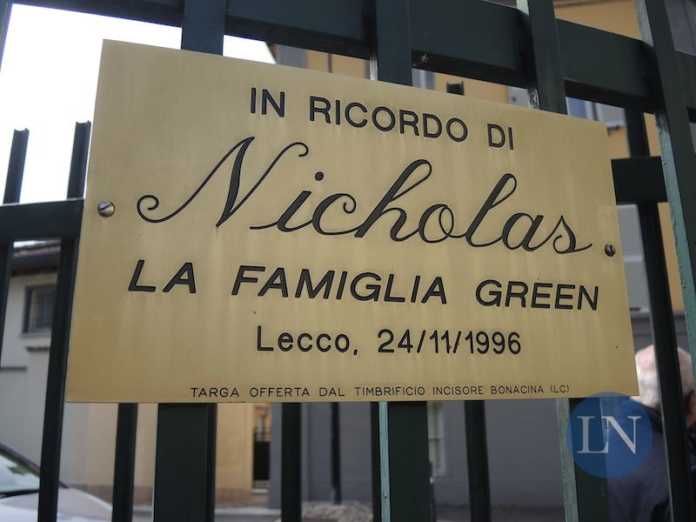 IN RICORDO DI
Nicholas
LA FAMIGLIA GREEN
Lecco, 24/11/1996
TARGA OFFERTA DAL TIMBRIFICIO INCISORE BONACINA (LC)
LN